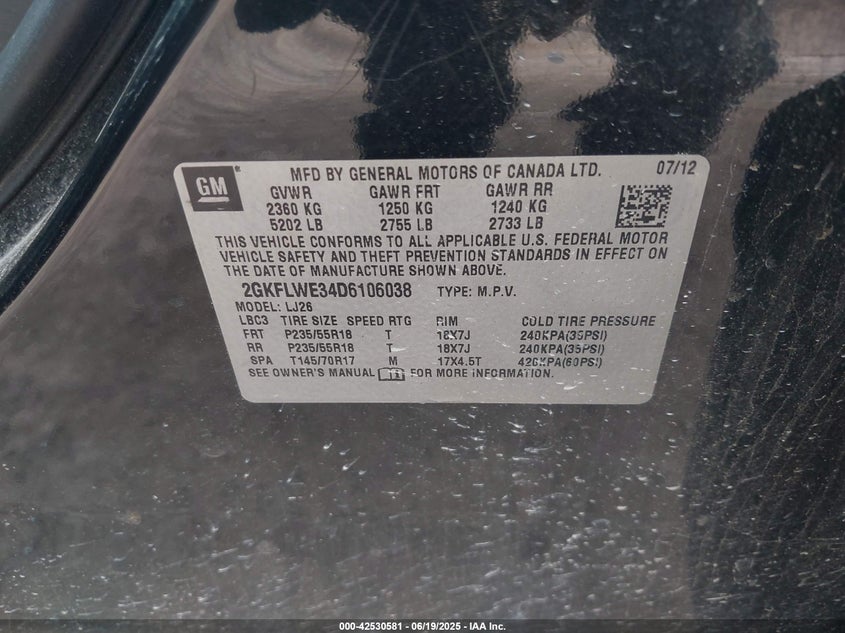 GM
MFD BY GENERAL MOTORS OF CANADA LTD. 07/12
GVWR GAWR FRT GAWR RR
2360 KG 1250 KG 1240 KG
5202 LB 2755 LB 2733 LB
THIS VEHICLE CONFORMS TO ALL APPLICABLE U.S. FEDERAL MOTOR
VEHICLE SAFETY AND THEFT PREVENTION STANDARDS IN EFFECT ON
THE DATE OF MANUFACTURE SHOWN ABOVE.
2GKFLWE34D6106038 TYPE: M.P.V.
MODEL: LJ26
LBC3 TIRE SIZE SPEED RTG RIM COLD TIRE PRESSURE
FRT P235/55R18 T 18X7J 240KPA(35PSI)
RR P235/55R18 T 18X7J 240KPA(35PSI)
SPA T145/70R17 M 17X4.5T 420KPA(60PSI)
SEE OWNER'S MANUAL FOR MORE INFORMATION.
000-42530581 - 06/19/2025 - IAA Inc.